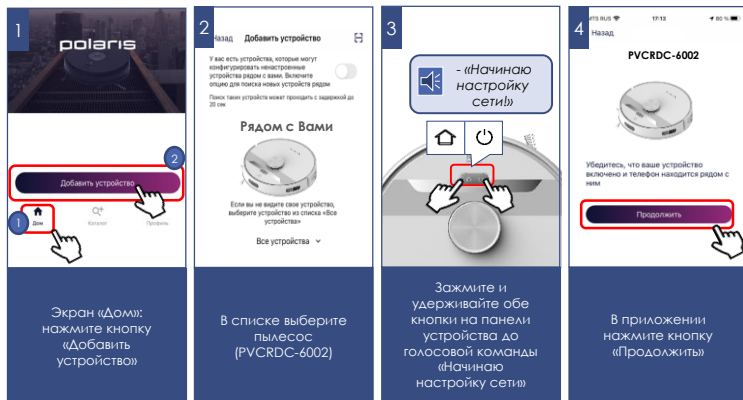 1
polaris
2
Добавить устройство
1
Дом
Каталог
Профиль
Экран «Дом»:
нажмите кнопку
«Добавить
устройство»
2
Назад
Добавить устройство
У вас есть устройства, которые могут
конфигурировать ненастроенные
устройства рядом с вами. Включите
опцию для поиска новых устройств рядом
Поиск таких устройств может проходить с задержкой до
20 сек
Рядом с Вами
Если вы не видите свое устройство,
выберите устройство из списка «Все
устройства»
Все устройства
В списке выберите
пылесос
(PVCRDC-6002)
3
- «Начинаю
настройку
сети!»
Зажмите и
удерживайте обе
кнопки на панели
устройства до
голосовой команды
«Начинаю
настройку сети»
4
MTS RUS 17:13 80 %
Назад
PVCRDC-6002
Убедитесь, что ваше устройство
включено и телефон находится рядом с
ним
Продолжить
В приложении
нажмите кнопку
«Продолжить»